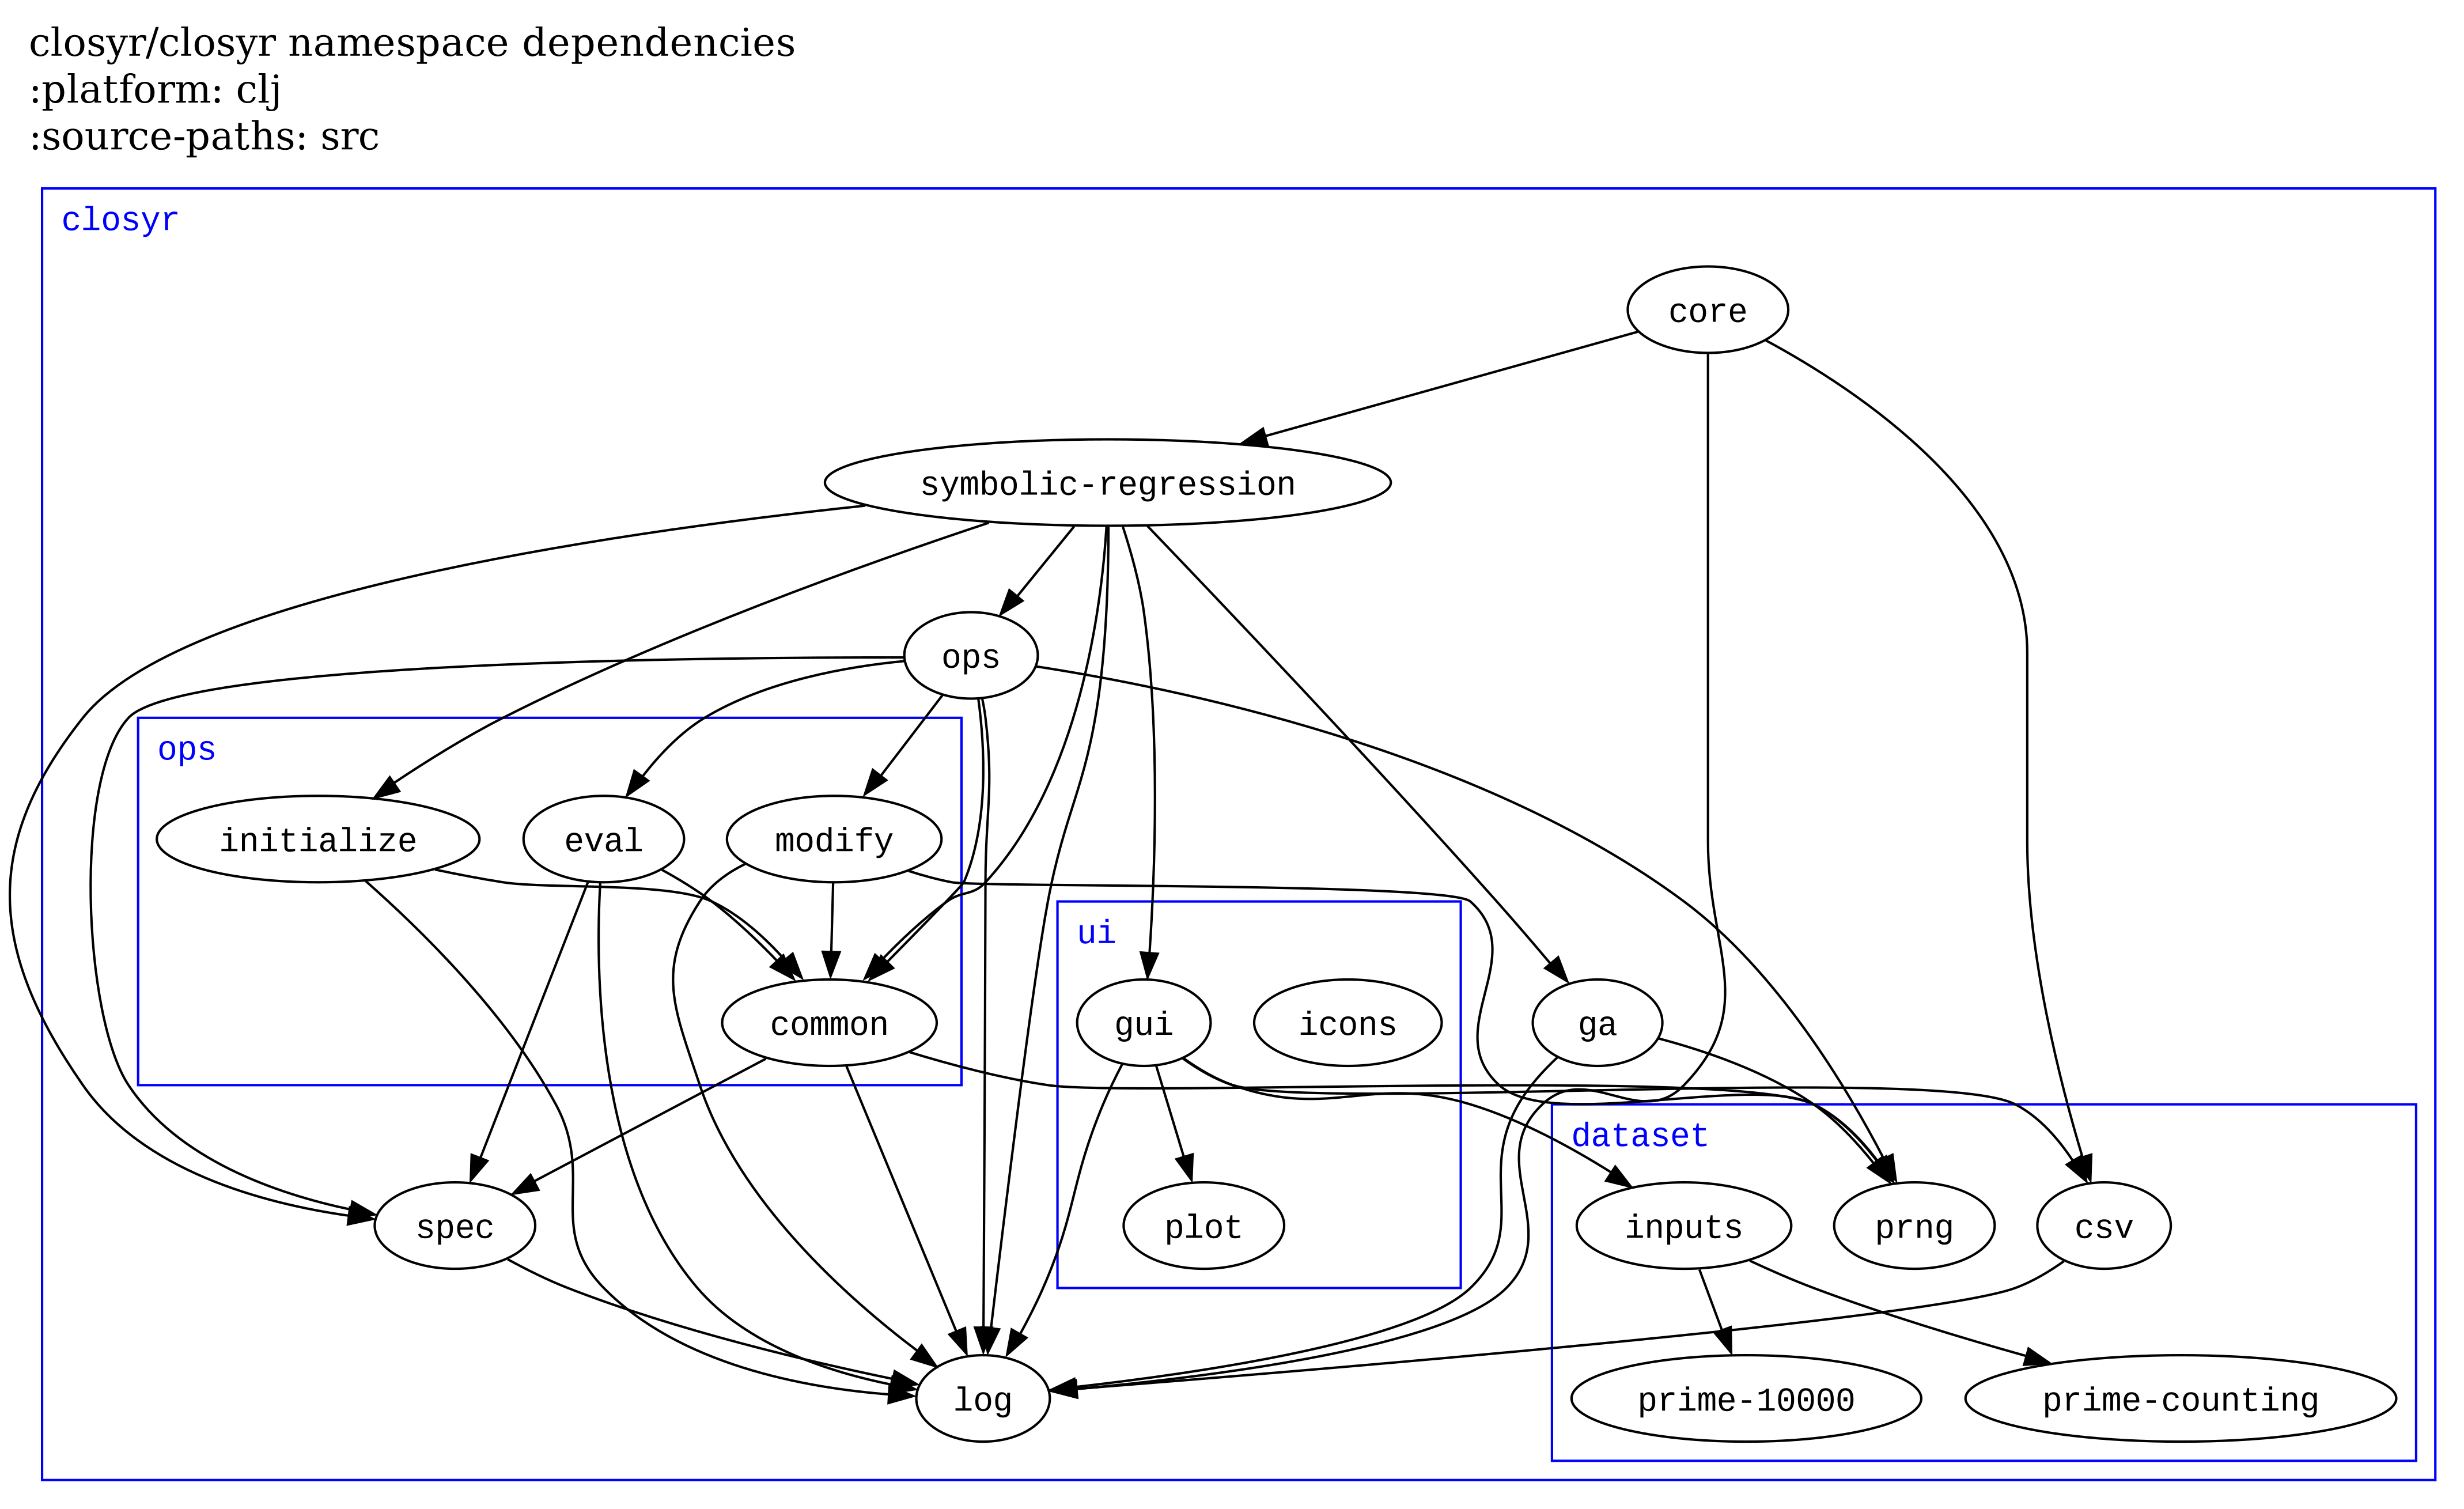 closyr/closyr namespace dependencies
:platform: clj
:source-paths: src
closyr
core
symbolic-regression
ops
ops
initialize
eval
modify
ui
common
gui
icons
ga
dataset
spec
plot
inputs
prng
csv
log
prime-10000
prime-counting